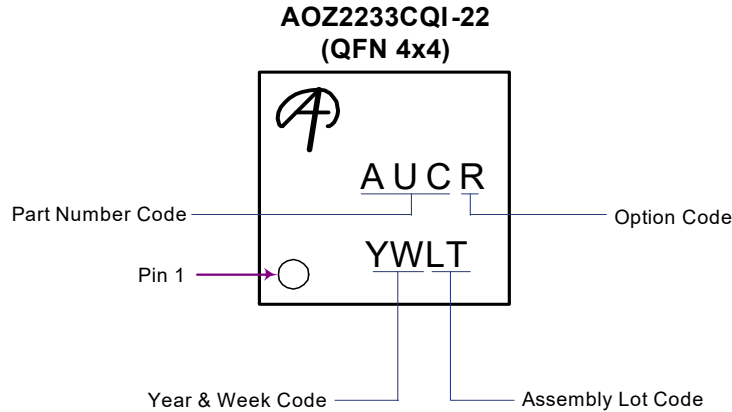 AOZ2233CQI-22
(QFN 4x4)
AUCR
Part Number Code
Option Code
YWLT
Pin 1
Year & Week Code
Assembly Lot Code